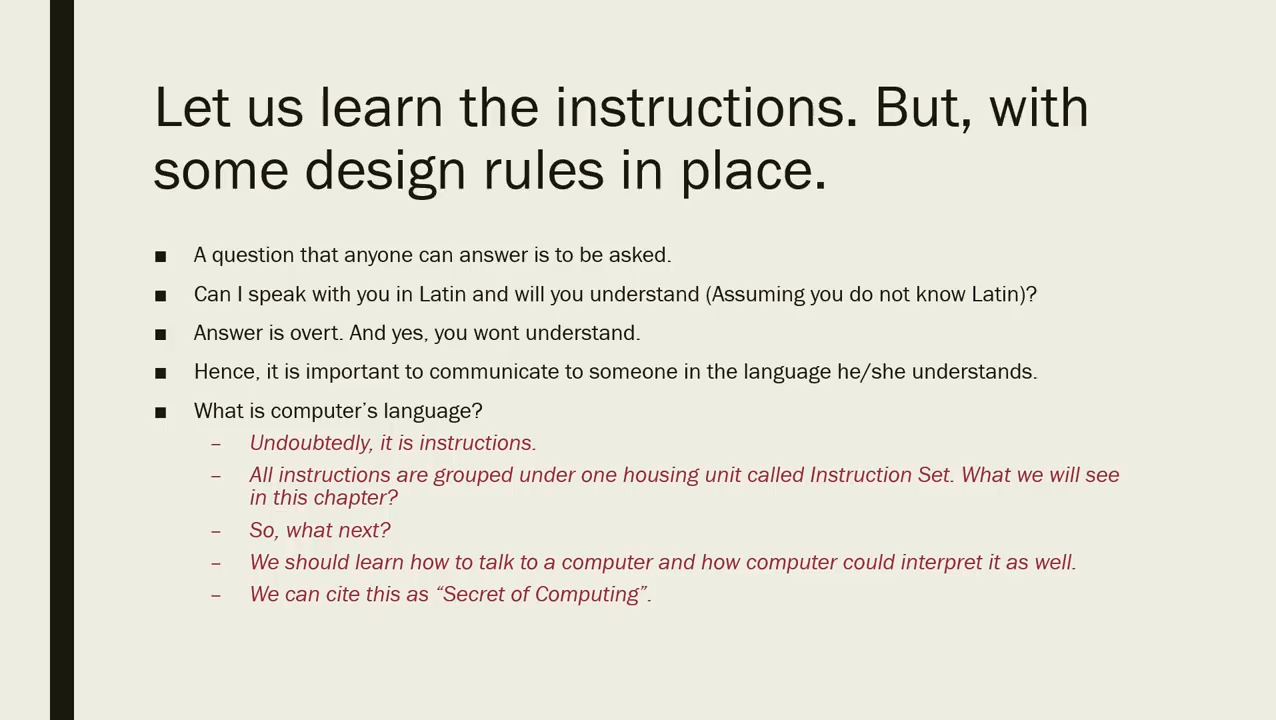 Let us learn the instructions. But, with
some design rules in place.
■ A question that anyone can answer is to be asked.
■ Can I speak with you in Latin and will you understand (Assuming you do not know Latin)?
■ Answer is overt. And yes, you wont understand.
■ Hence, it is important to communicate to someone in the language he/she understands.
■ What is computer’s language?
– Undoubtedly, it is instructions.
– All instructions are grouped under one housing unit called Instruction Set. What we will see
in this chapter?
– So, what next?
– We should learn how to talk to a computer and how computer could interpret it as well.
– We can cite this as “Secret of Computing”.